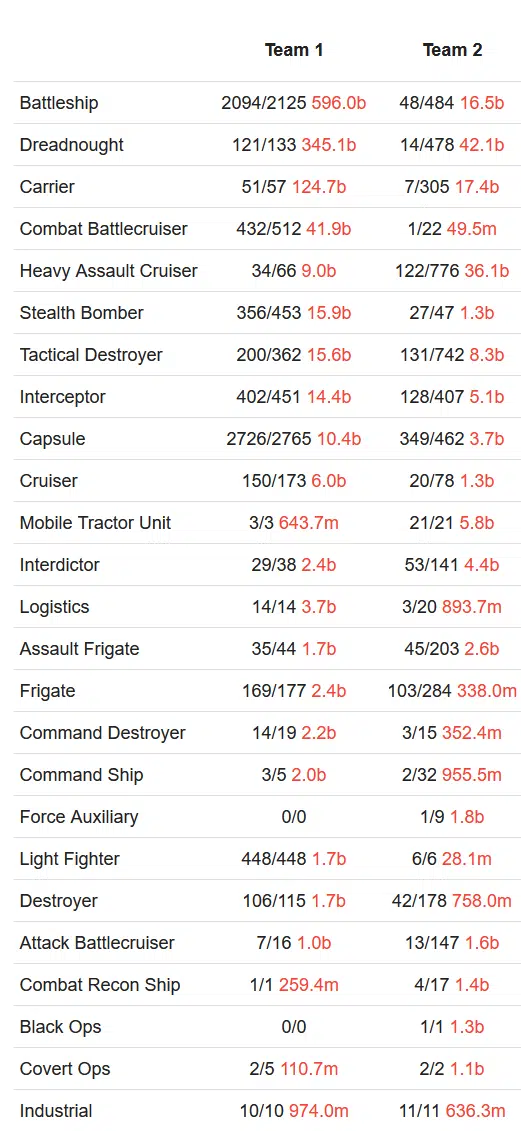 Team 1 Team 2
Battleship 2094/2125 596.0b 48/484 16.5b
Dreadnought 121/133 345.1b 14/478 42.1b
Carrier 51/57 124.7b 7/305 17.4b
Combat Battlecruiser 432/512 41.9b 1/22 49.5m
Heavy Assault Cruiser 34/66 9.0b 122/776 36.1b
Stealth Bomber 356/453 15.9b 27/47 1.3b
Tactical Destroyer 200/362 15.6b 131/742 8.3b
Interceptor 402/451 14.4b 128/407 5.1b
Capsule 2726/2765 10.4b 349/462 3.7b
Cruiser 150/173 6.0b 20/78 1.3b
Mobile Tractor Unit 3/3 643.7m 21/21 5.8b
Interdictor 29/38 2.4b 53/141 4.4b
Logistics 14/14 3.7b 3/20 893.7m
Assault Frigate 35/44 1.7b 45/203 2.6b
Frigate 169/177 2.4b 103/284 338.0m
Command Destroyer 14/19 2.2b 3/15 352.4m
Command Ship 3/5 2.0b 2/32 955.5m
Force Auxiliary 0/0 1/9 1.8b
Light Fighter 448/448 1.7b 6/6 28.1m
Destroyer 106/115 1.7b 42/178 758.0m
Attack Battlecruiser 7/16 1.0b 13/147 1.6b
Combat Recon Ship 1/1 259.4m 4/17 1.4b
Black Ops 0/0 1/1 1.3b
Covert Ops 2/5 110.7m 2/2 1.1b
Industrial 10/10 974.0m 11/11 636.3m